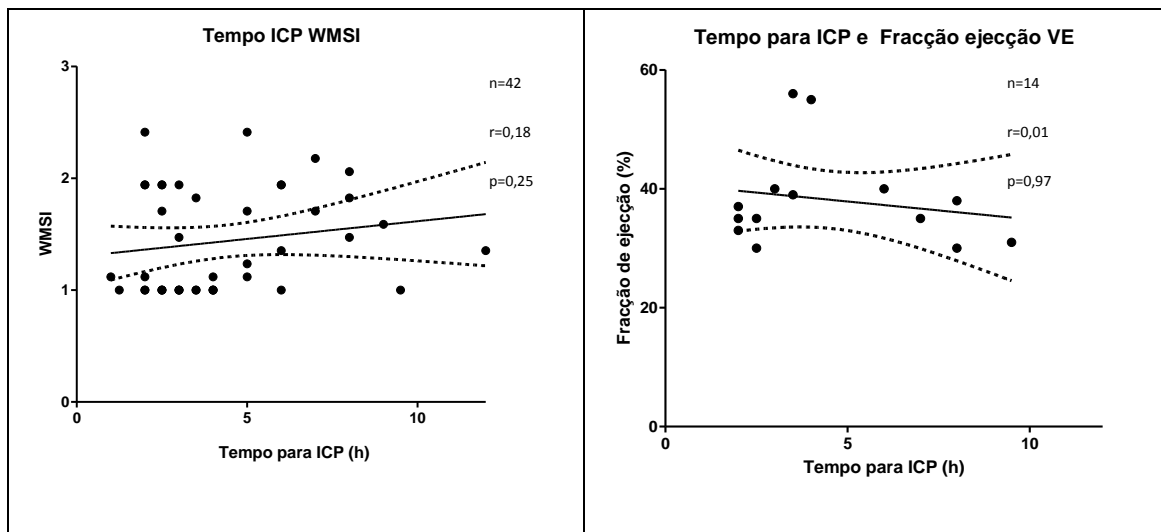 Tempo ICP WMSI
3
2
1
0
0
5
10
WMSI
Tempo para ICP (h)
n=42
r=0,18
p=0,25
Tempo para ICP e  Fracção ejecção VE
60
40
20
0
0
5
10
Fracção de ejecção (%)
Tempo para ICP (h)
n=14
r=0,01
p=0,97